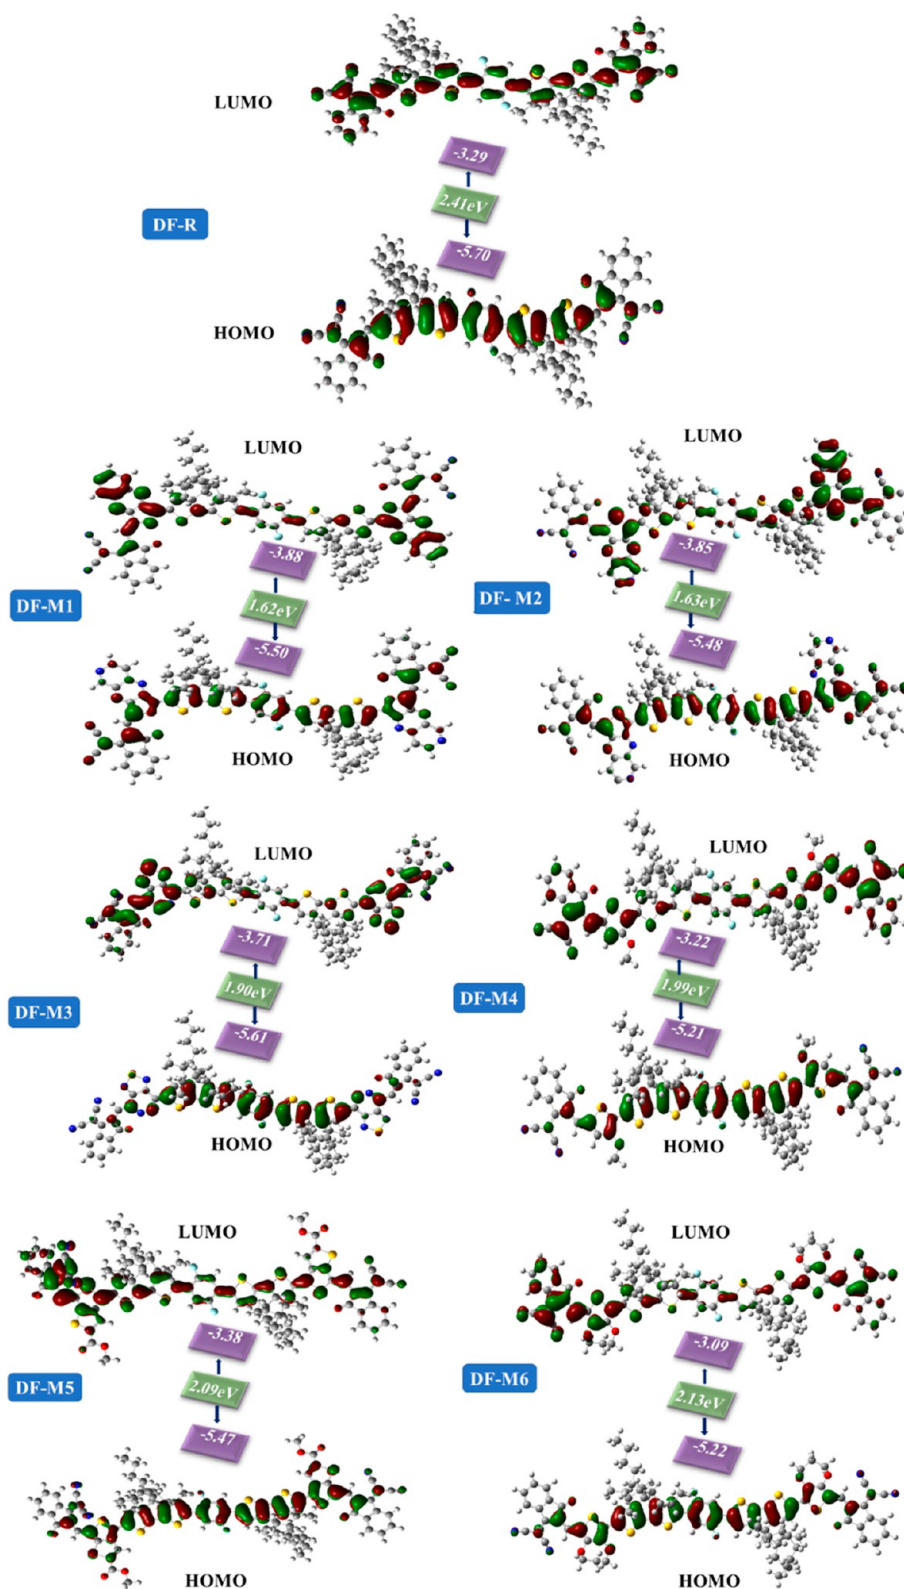 LUMO
-3.29
2.41eV
DF-R
-5.70
HOMO
LUMO
-3.88
DF-M1
1.62eV
-5.50
HOMO
LUMO
-3.85
DF- M2
1.63eV
-5.48
HOMO
LUMO
-3.71
DF-M3
1.90eV
-5.61
HOMO
LUMO
-3.22
DF-M4
1.99eV
-5.21
HOMO
LUMO
-3.38
DF-M5
2.09eV
-5.47
HOMO
LUMO
-3.09
DF-M6
2.13eV
-5.22
HOMO